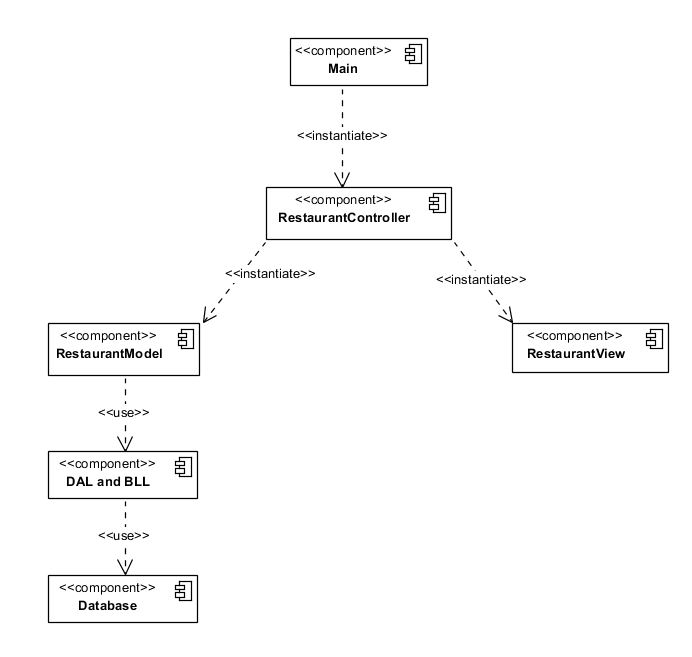 <<component>>
Main
<<instantiate>>
<<component>>
RestaurantController
<<instantiate>>
<<instantiate>>
<<component>>
RestaurantModel
<<component>>
RestaurantView
<<use>>
<<component>>
DAL and BLL
<<use>>
<<component>>
Database